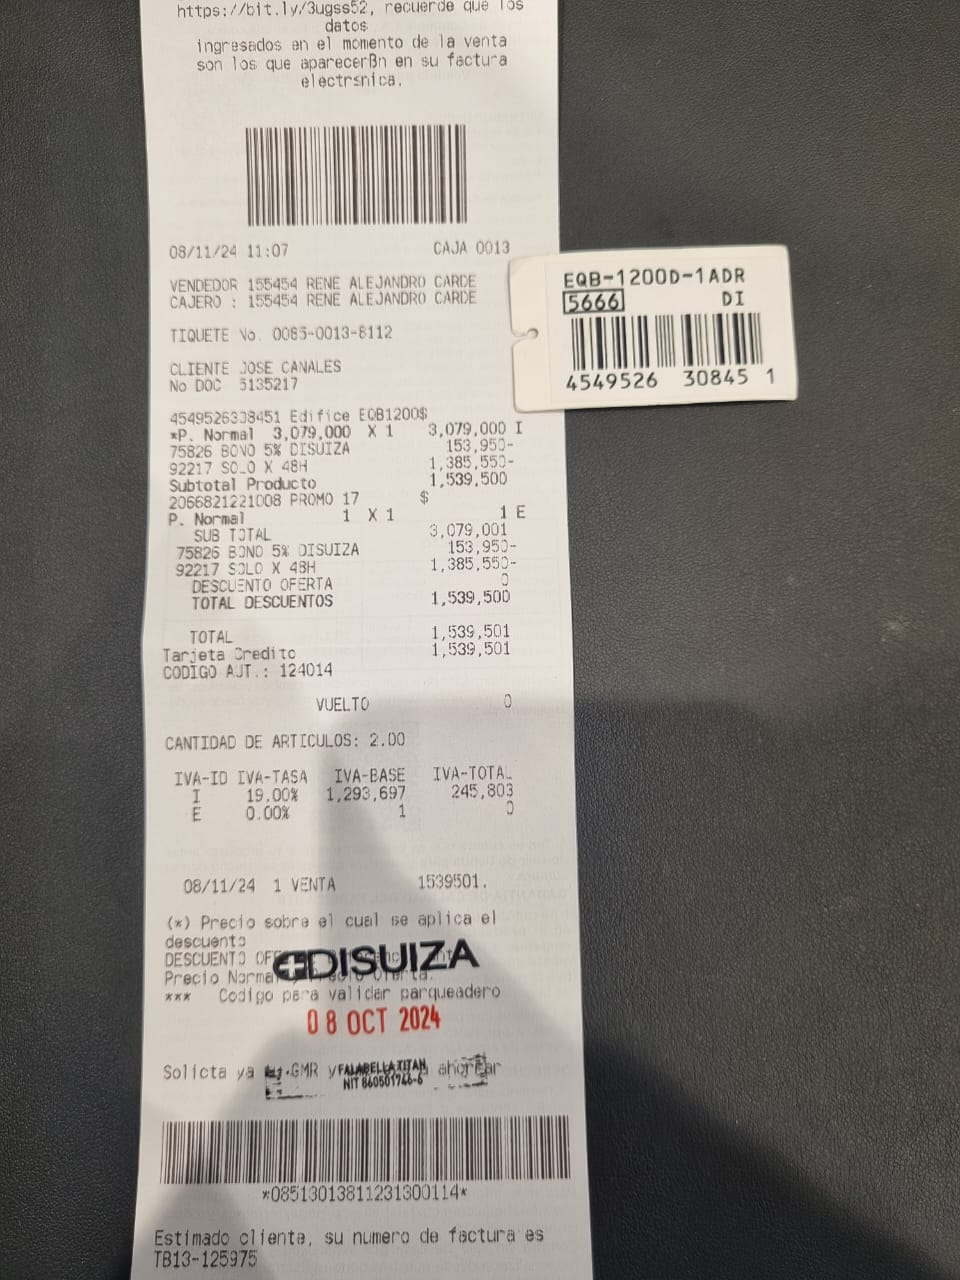 https://bit.ly/3ugss52, recuerde que los
datos
ingresados en el momento de la venta
son los que aparecerßn en su factura
electrsnica.
08/11/24 11:07 CAJA 0013
VENDEDOR 155454 RENE ALEJANDRO CARDE
CAJERO : 155454 RENE ALEJANDRO CARDE
TIQUETE No. 0085-0013-8112
CLIENTE JOSE CANALES
No DOC 5135217
4549526308451 Edifice EQB1200$
*P. Normal 3,079,000 X 1 3,079,000 I
75826 BONO 5% DISUIZA 153,950-
92217 SOLO X 48H 1,385,550-
Subtotal Producto 1,539,500
2066821221008 PROMO 17 $
P. Normal 1 X 1 1 E
SUB TOTAL 3,079,001
75826 BONO 5% DISUIZA 153,950-
92217 SOLO X 48H 1,385,550-
DESCUENTO OFERTA 0
TOTAL DESCUENTOS 1,539,500
TOTAL 1,539,501
Tarjeta Credito 1,539,501
CODIGO AUT.: 124014
VUELTO 0
CANTIDAD DE ARTICULOS: 2.00
IVA-ID IVA-TASA IVA-BASE IVA-TOTAL
I 19.00% 1,293,697 245,803
E 0.00% 1 0
08/11/24 1 VENTA 1539501.
(*) Precio sobre el cual se aplica el
descuento
DESCUENTO
DISUIZA
Precio
*** Codigo para validar parqueadero
08 OCT 2024
Solicita ya CMR y ahorrar
FALABELLA TITAN
NIT 860501746-6
*08513013811231300114*
Estimado cliente, su numero de factura es
TB13-125975
EQB-1200D-1ADR
5666 DI
4549526 30845 1